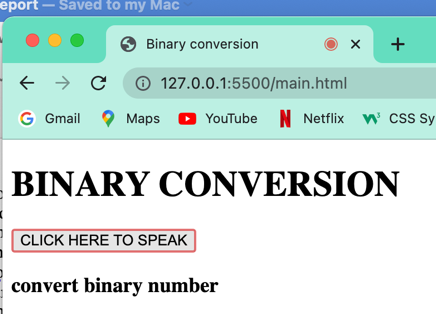 eport — Saved to my Mac
Binary conversion
127.0.0.1:5500/main.html
Gmail Maps YouTube Netflix CSS Sy
BINARY CONVERSION
CLICK HERE TO SPEAK
convert binary number